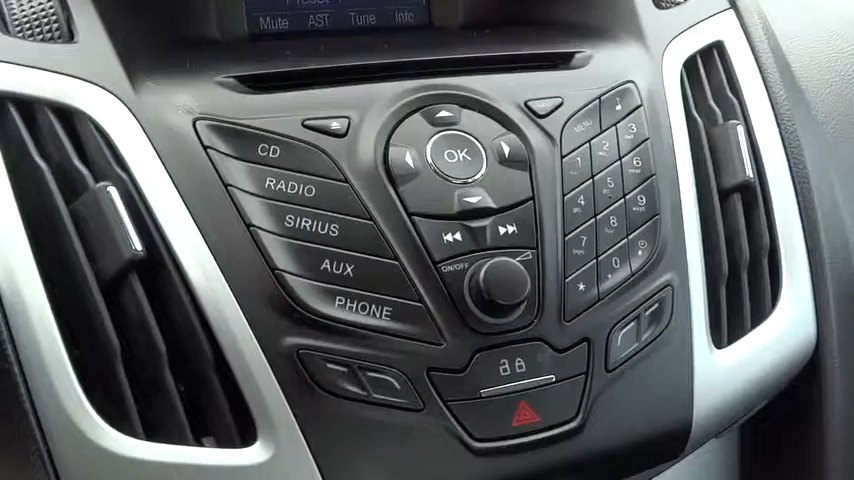 Mute AST Tune Info
CD
RADIO
SIRIUS
AUX
PHONE
OK
ON/OFF
MENU
1 2 3
4 5 6
7 8 9
* 0